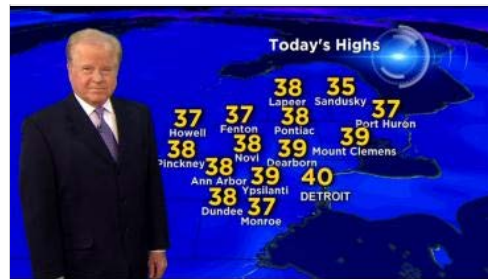 Today's Highs
38
Lapeer
35
Sandusky
37
Howell
37
Fenton
38
Pontiac
37
Port Huron
38
Pinckney
38
Novi
39
Dearborn
39
Mount Clemens
38
Ann Arbor
39
Ypsilanti
40
DETROIT
38
Dundee
37
Monroe